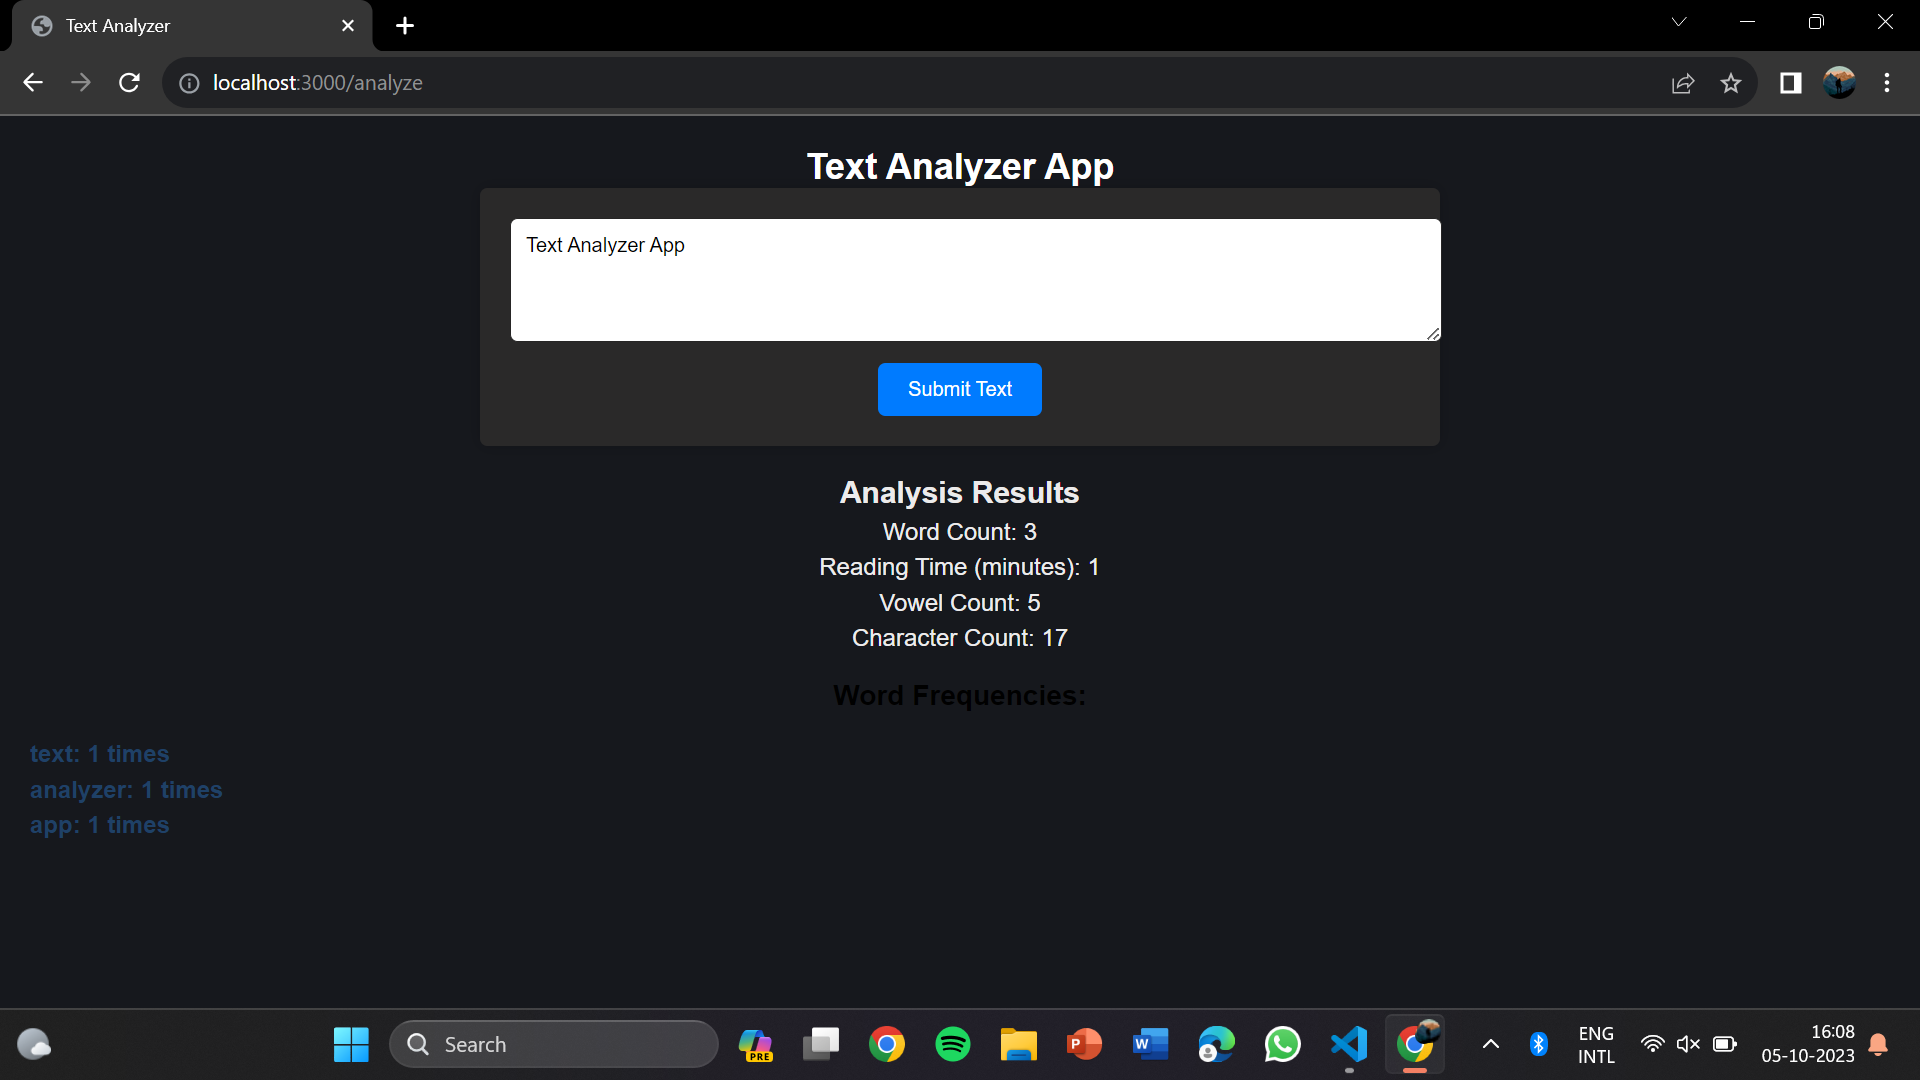 Text Analyzer
localhost:3000/analyze
Text Analyzer App
Text Analyzer App
Submit Text
Analysis Results
Word Count: 3
Reading Time (minutes): 1
Vowel Count: 5
Character Count: 17
Word Frequencies:
text: 1 times
analyzer: 1 times
app: 1 times
Search
PRE
P
W
ENG
INTL
16:08
05-10-2023